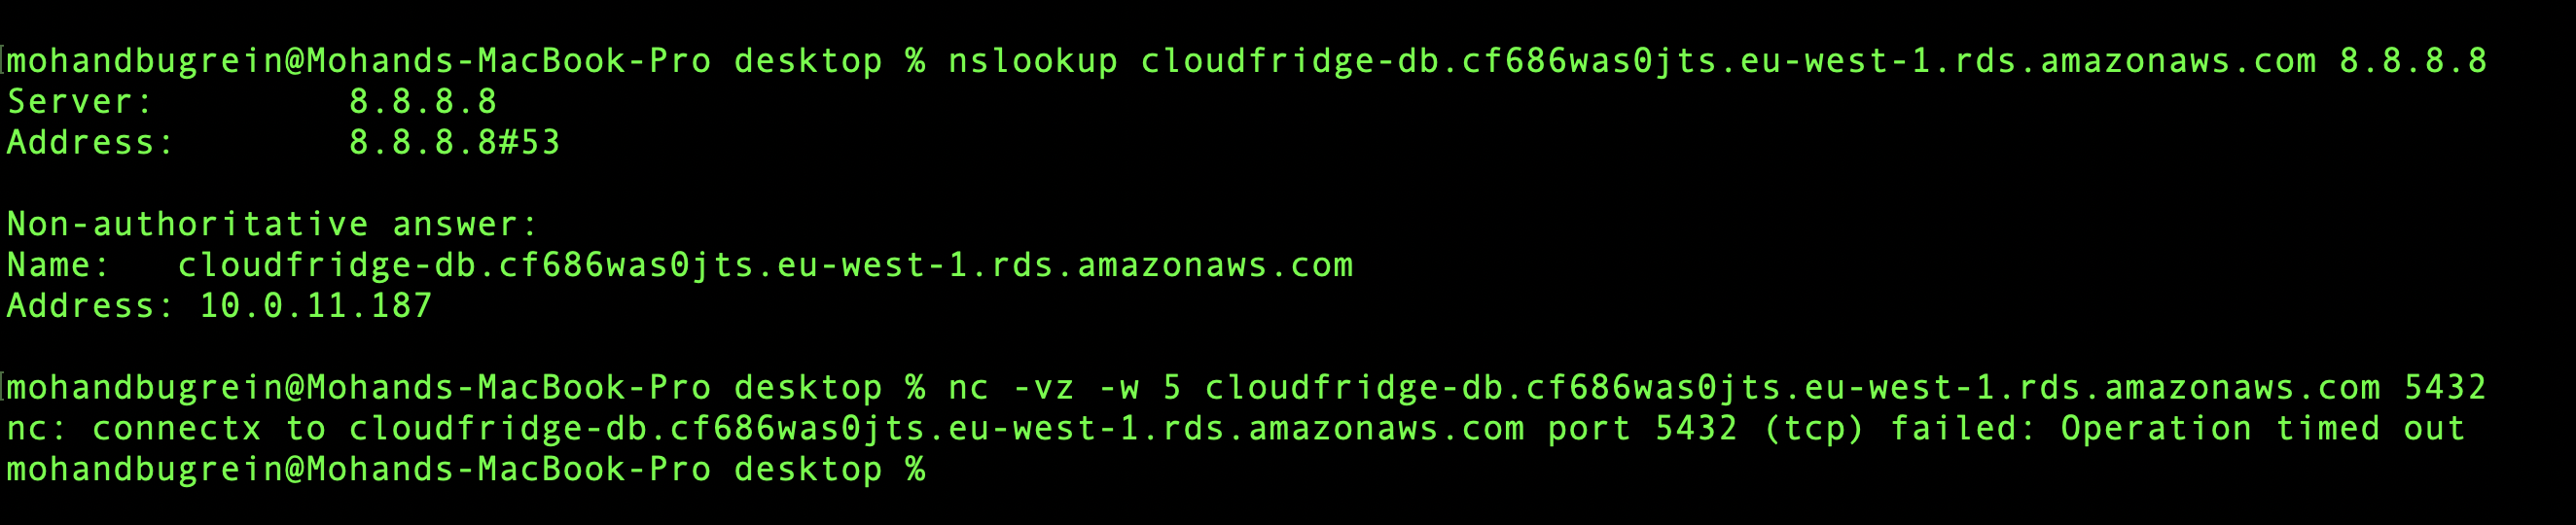 mohandbugrein@Mohands-MacBook-Pro desktop % nslookup cloudfridge-db.cf686was0jts.eu-west-1.rds.amazonaws.com 8.8.8.8
Server:		8.8.8.8
Address:	8.8.8.8#53
Non-authoritative answer:
Name:	cloudfridge-db.cf686was0jts.eu-west-1.rds.amazonaws.com
Address: 10.0.11.187
mohandbugrein@Mohands-MacBook-Pro desktop % nc -vz -w 5 cloudfridge-db.cf686was0jts.eu-west-1.rds.amazonaws.com 5432
nc: connectx to cloudfridge-db.cf686was0jts.eu-west-1.rds.amazonaws.com port 5432 (tcp) failed: Operation timed out
mohandbugrein@Mohands-MacBook-Pro desktop %